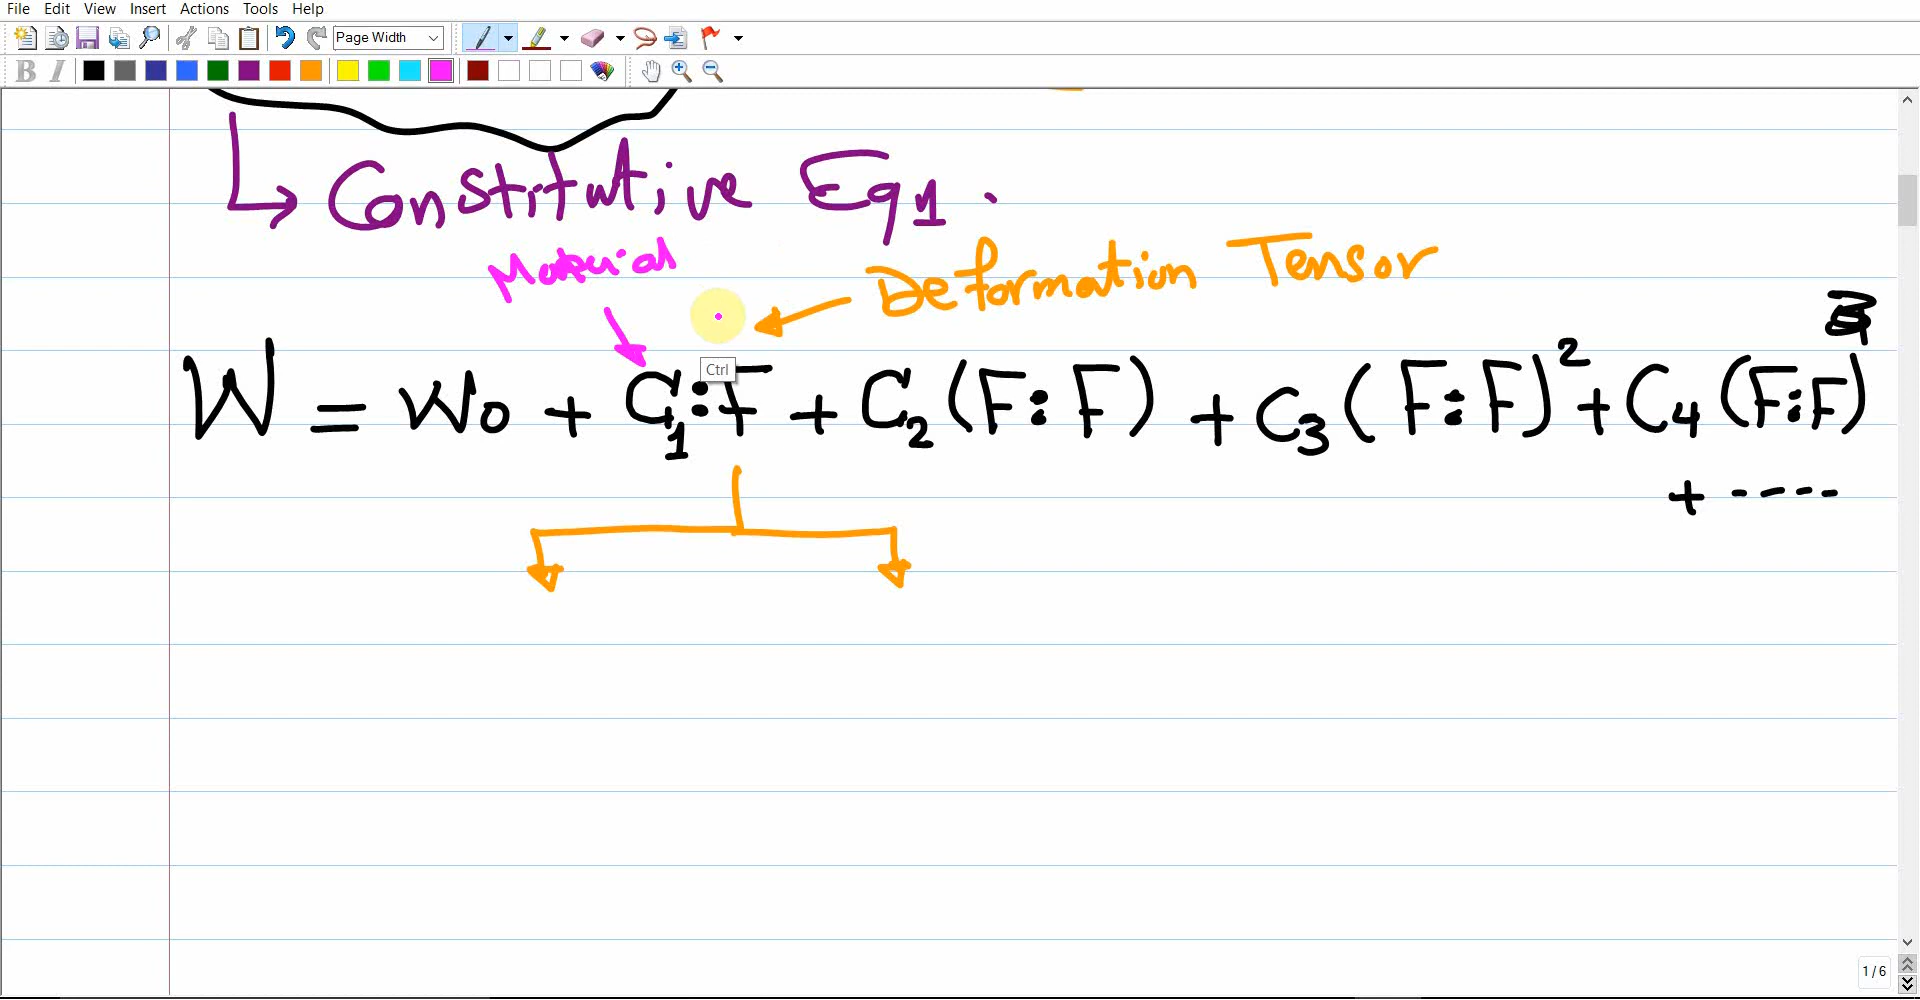 File Edit View Insert Actions Tools Help
Page Width
B I
Constitutive Eqn.
Material
Deformation Tensor
W = W0 + C1:F + C2(F:F) + C3(F:F)² + C4(F:F)³
+ -----
Ctrl
1 / 6